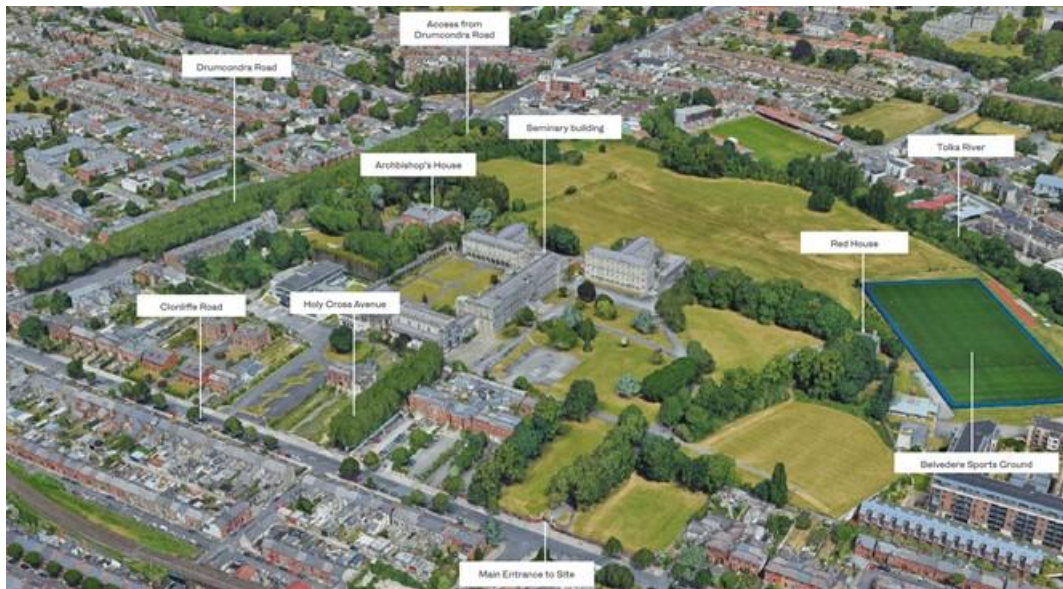 Access from
Drumcondra Road
Drumcondra Road
Seminary building
Archbishop's House
Tolka River
Red House
Clonliffe Road
Holy Cross Avenue
Belvedere Sports Ground
Main Entrance to Site